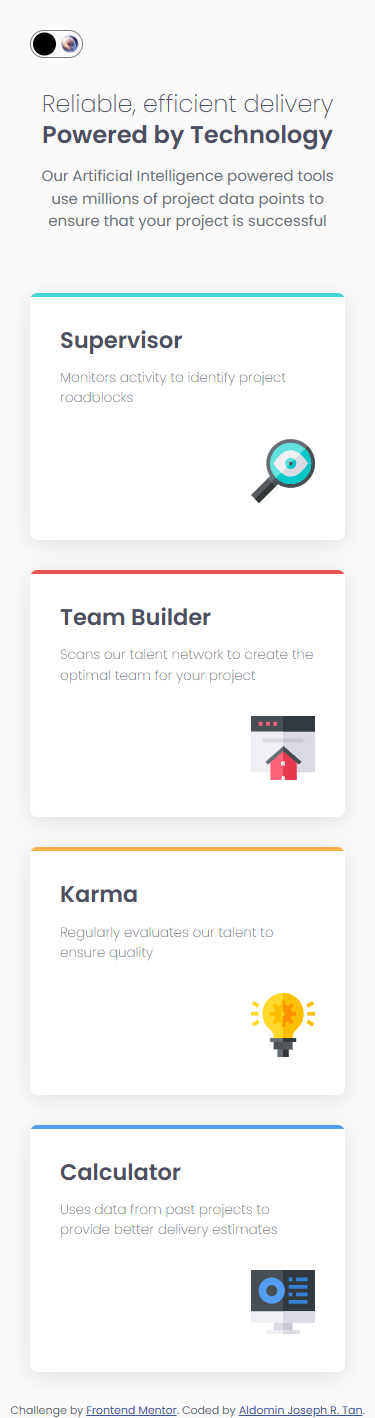 Reliable, efficient delivery
Powered by Technology
Our Artificial Intelligence powered tools
use millions of project data points to
ensure that your project is successful
Supervisor
Monitors activity to identify project
roadblocks
Team Builder
Scans our talent network to create the
optimal team for your project
Karma
Regularly evaluates our talent to
ensure quality
Calculator
Uses data from past projects to
provide better delivery estimates
Challenge by Frontend Mentor. Coded by Aldomin Joseph R. Tan.